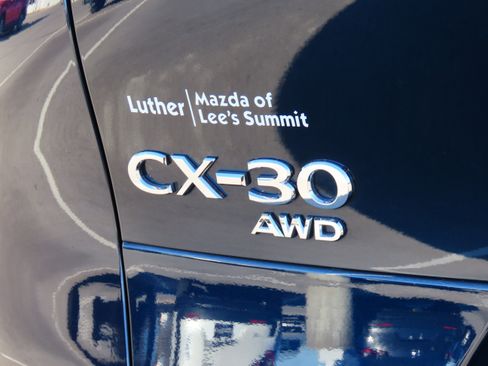 Luther
Mazda of
Lee's Summit
CX-30
AWD